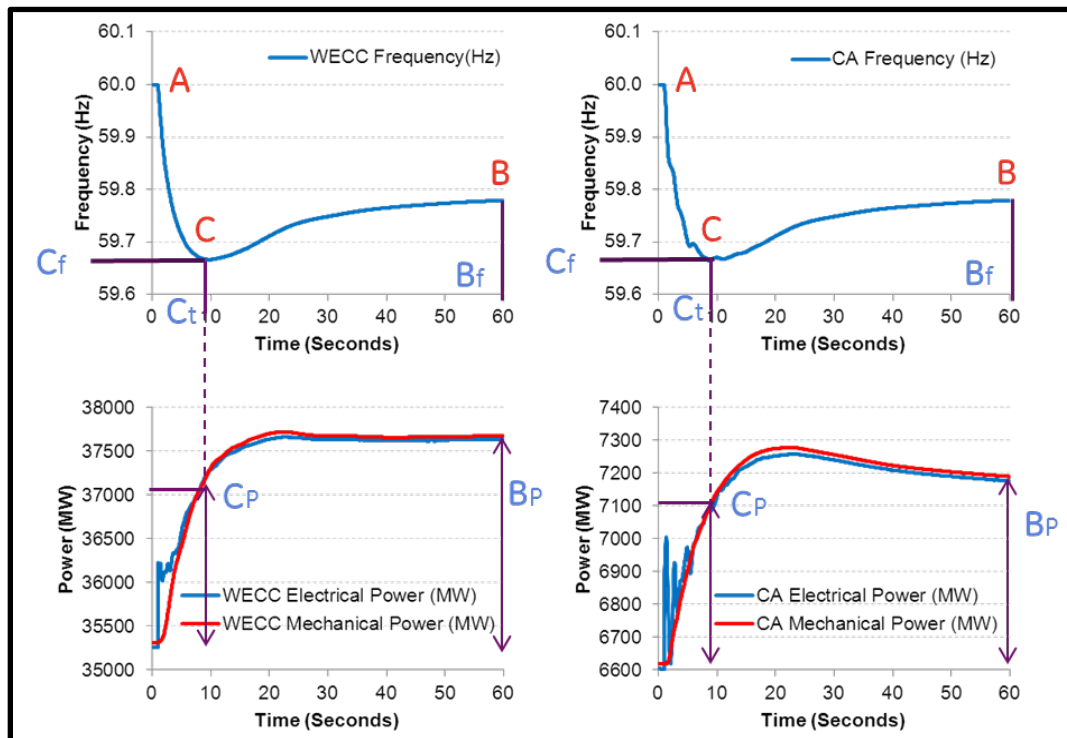 60.1
60.0
59.9
59.8
59.7
59.6
Frequency (Hz)
WECC Frequency(Hz)
A
C
B
Cf
Bf
Ct
0 10 20 30 40 50 60
Time (Seconds)
60.1
60.0
59.9
59.8
59.7
59.6
Frequency (Hz)
CA Frequency (Hz)
A
C
B
Cf
Bf
Ct
0 10 20 30 40 50 60
Time (Seconds)
38000
37500
37000
36500
36000
35500
35000
Power (MW)
CP
BP
WECC Electrical Power (MW)
WECC Mechanical Power (MW)
0 10 20 30 40 50 60
Time (Seconds)
7400
7300
7200
7100
7000
6900
6800
6700
6600
Power (MW)
CP
BP
CA Electrical Power (MW)
CA Mechanical Power (MW)
0 10 20 30 40 50 60
Time (Seconds)